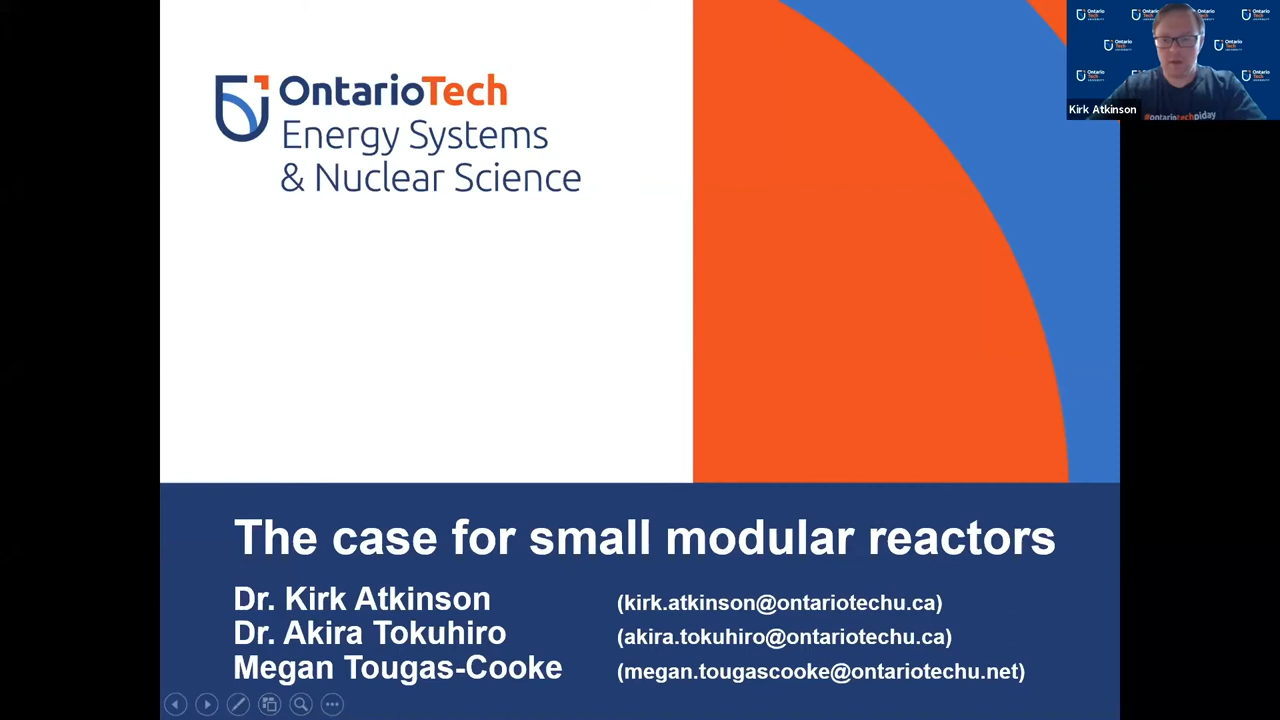 OntarioTech
Energy Systems
& Nuclear Science
Kirk Atkinson
#ontariotechpiday
The case for small modular reactors
Dr. Kirk Atkinson (kirk.atkinson@ontariotechu.ca)
Dr. Akira Tokuhiro (akira.tokuhiro@ontariotechu.ca)
Megan Tougas-Cooke (megan.tougascooke@ontariotechu.net)